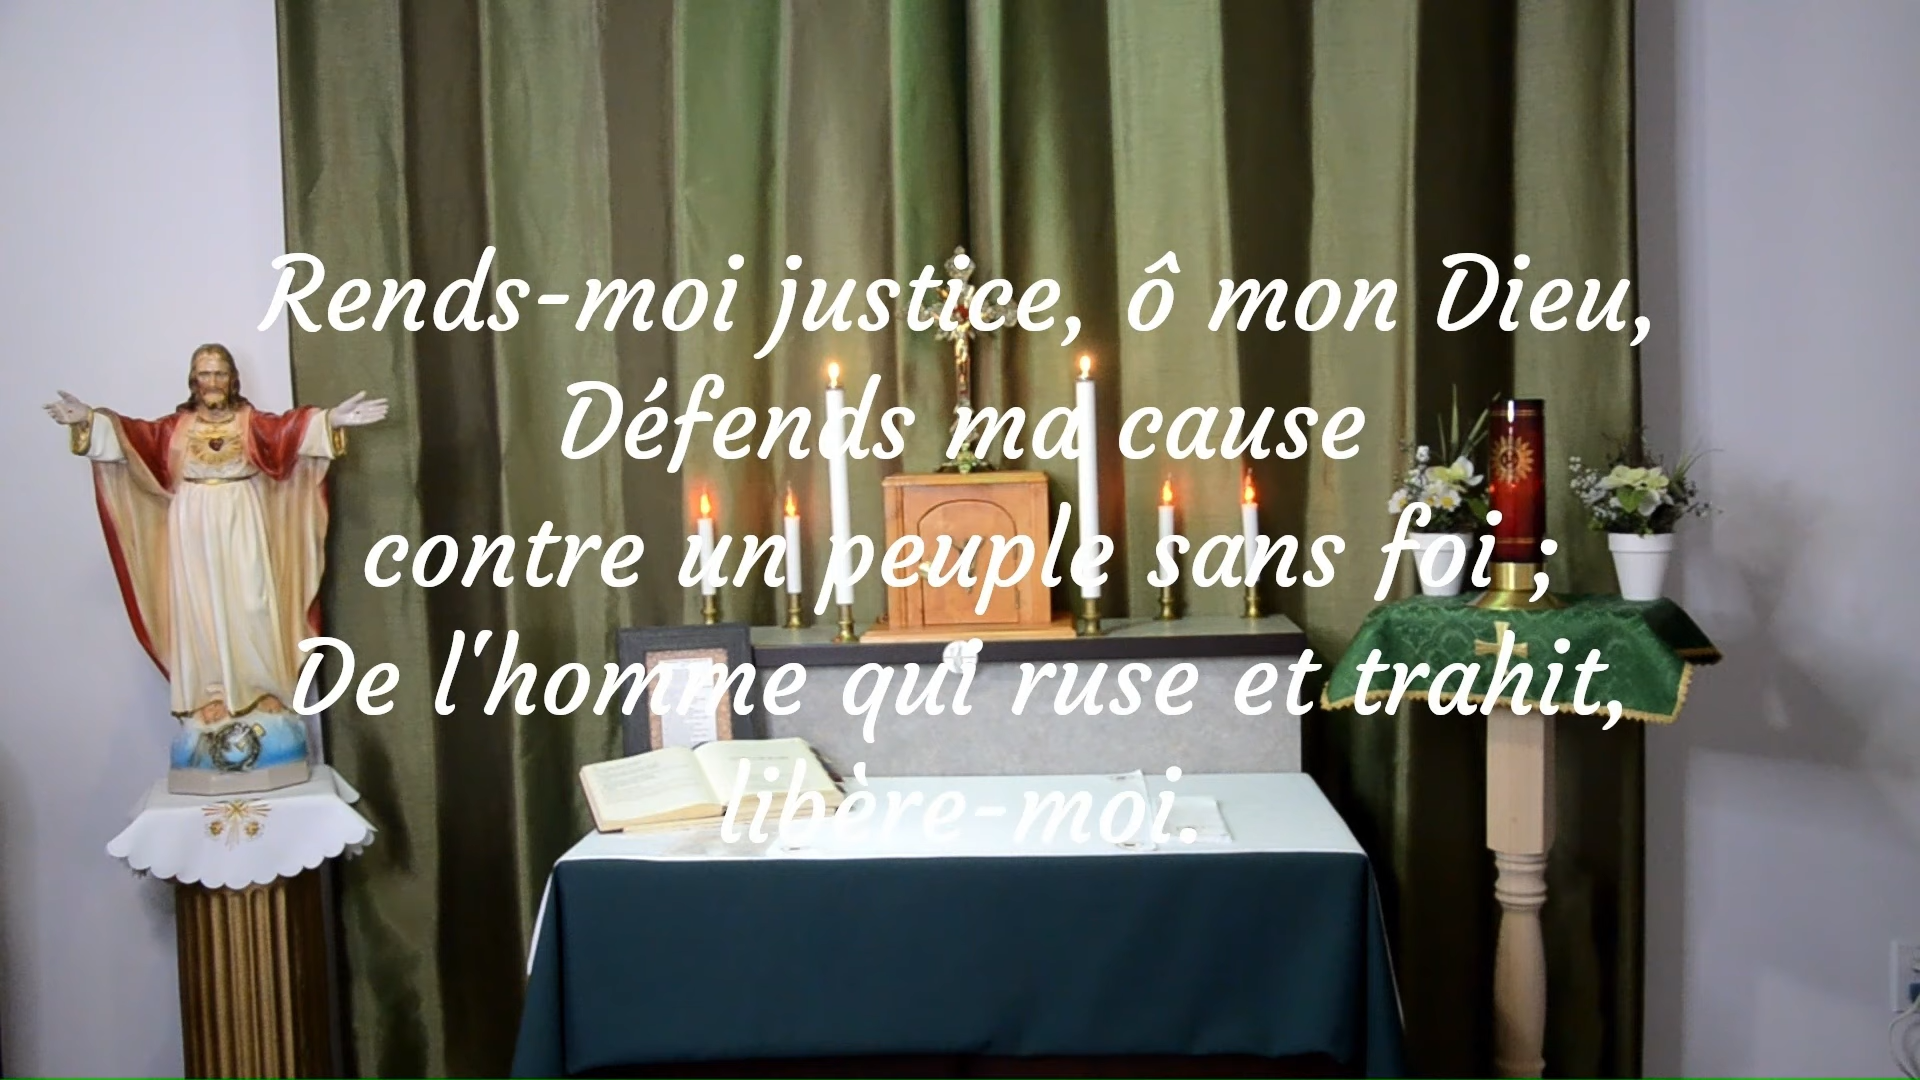 Rends-moi justice, ô mon Dieu,
Défends ma cause
contre un peuple sans foi ;
De l'homme qui ruse et trahit,
libère-moi.